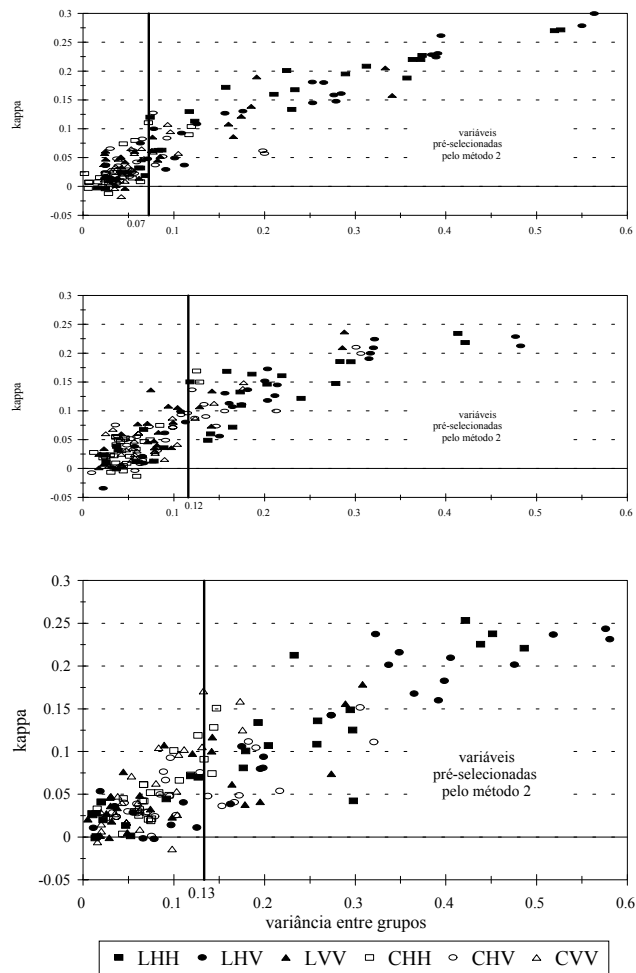 0.3
0.25
0.2
0.15
0.1
0.05
0
-0.05
kappa
variáveis
pré-selecionadas
pelo método 2
0.07
0 0.1 0.2 0.3 0.4 0.5 0.6
0.3
0.25
0.2
0.15
0.1
0.05
0
-0.05
kappa
variáveis
pré-selecionadas
pelo método 2
0.12
0 0.1 0.2 0.3 0.4 0.5 0.6
0.3
0.25
0.2
0.15
0.1
0.05
0
-0.05
kappa
variáveis
pré-selecionadas
pelo método 2
0.13
0 0.1 0.2 0.3 0.4 0.5 0.6
variância entre grupos
LHH LHV LVV CHH CHV CVV